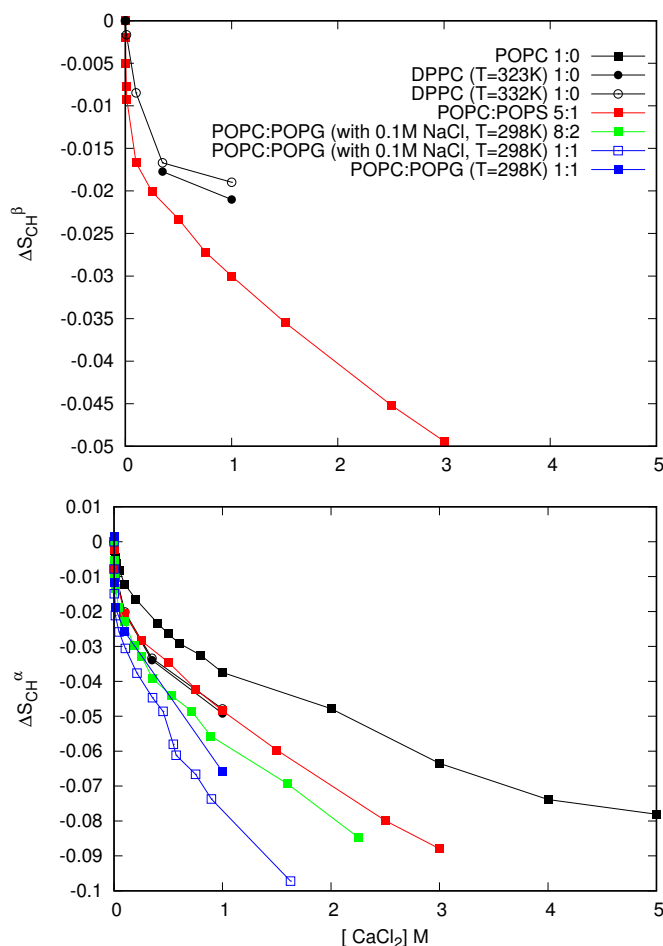 0
-0.005
-0.01
-0.015
-0.02
-0.025
-0.03
-0.035
-0.04
-0.045
-0.05
ΔS_CH^β
POPC 1:0
DPPC (T=323K) 1:0
DPPC (T=332K) 1:0
POPC:POPS 5:1
POPC:POPG (with 0.1M NaCl, T=298K) 8:2
POPC:POPG (with 0.1M NaCl, T=298K) 1:1
POPC:POPG (T=298K) 1:1
0 1 2 3 4 5
0.01
0
-0.01
-0.02
-0.03
-0.04
-0.05
-0.06
-0.07
-0.08
-0.09
-0.1
ΔS_CH^α
0 1 2 3 4 5
[ CaCl₂] M